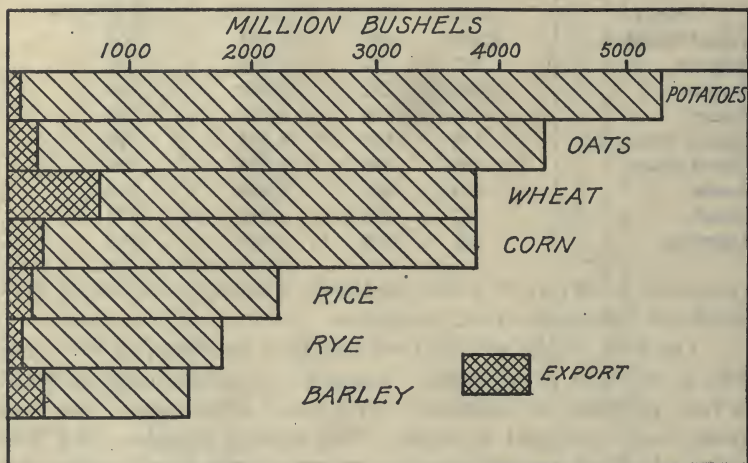 MILLION BUSHELS
1000 2000 3000 4000 5000
POTATOES
OATS
WHEAT
CORN
RICE
RYE
EXPORT
BARLEY